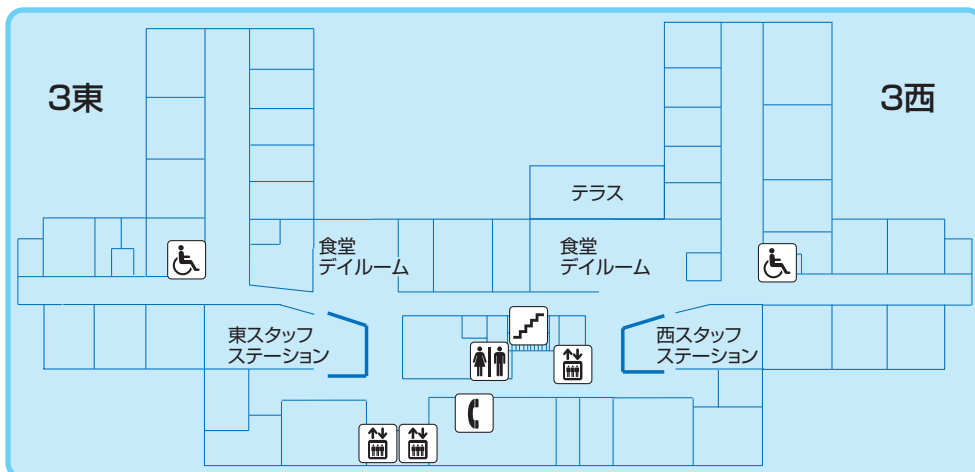 3東
3西
テラス
食堂
デイルーム
食堂
デイルーム
東スタッフ
ステーション
西スタッフ
ステーション